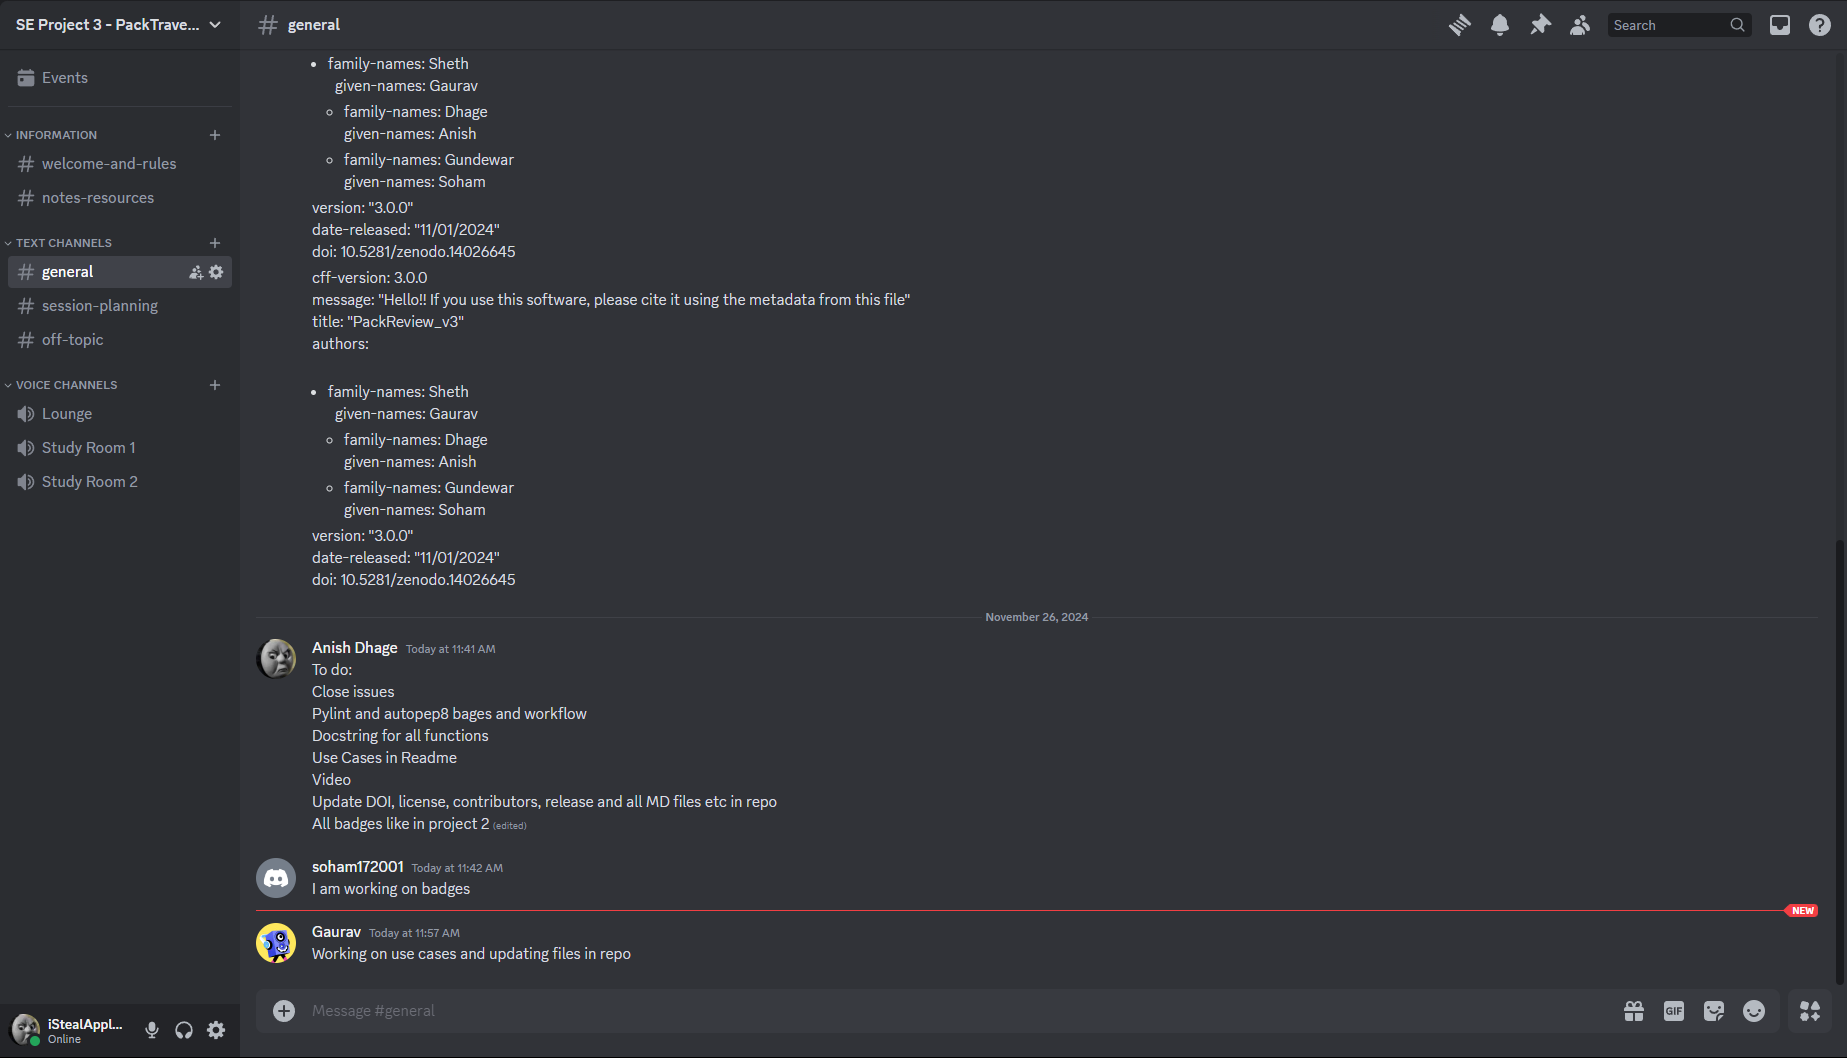 SE Project 3 - PackTrave...
Events
INFORMATION
welcome-and-rules
notes-resources
TEXT CHANNELS
general
session-planning
off-topic
VOICE CHANNELS
Lounge
Study Room 1
Study Room 2
iStealAppl...
Online
general
Search
family-names: Sheth
given-names: Gaurav
family-names: Dhage
given-names: Anish
family-names: Gundewar
given-names: Soham
version: "3.0.0"
date-released: "11/01/2024"
doi: 10.5281/zenodo.14026645
cff-version: 3.0.0
message: "Hello!! If you use this software, please cite it using the metadata from this file"
title: "PackReview_v3"
authors:
family-names: Sheth
given-names: Gaurav
family-names: Dhage
given-names: Anish
family-names: Gundewar
given-names: Soham
version: "3.0.0"
date-released: "11/01/2024"
doi: 10.5281/zenodo.14026645
November 26, 2024
Anish Dhage Today at 11:41 AM
To do:
Close issues
Pylint and autopep8 bages and workflow
Docstring for all functions
Use Cases in Readme
Video
Update DOI, license, contributors, release and all MD files etc in repo
All badges like in project 2 (edited)
soham172001 Today at 11:42 AM
I am working on badges
NEW
Gaurav Today at 11:57 AM
Working on use cases and updating files in repo
Message #general
GIF